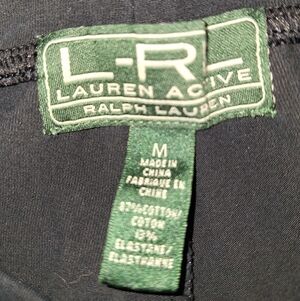 L-RL
LAUREN ACTIVE
RALPH LAUREN
M
MADE IN
CHINA
FABRIQUE EN
CHINE
87% COTTON/
COTON
13%
ELASTANE/
ELASTHANNE